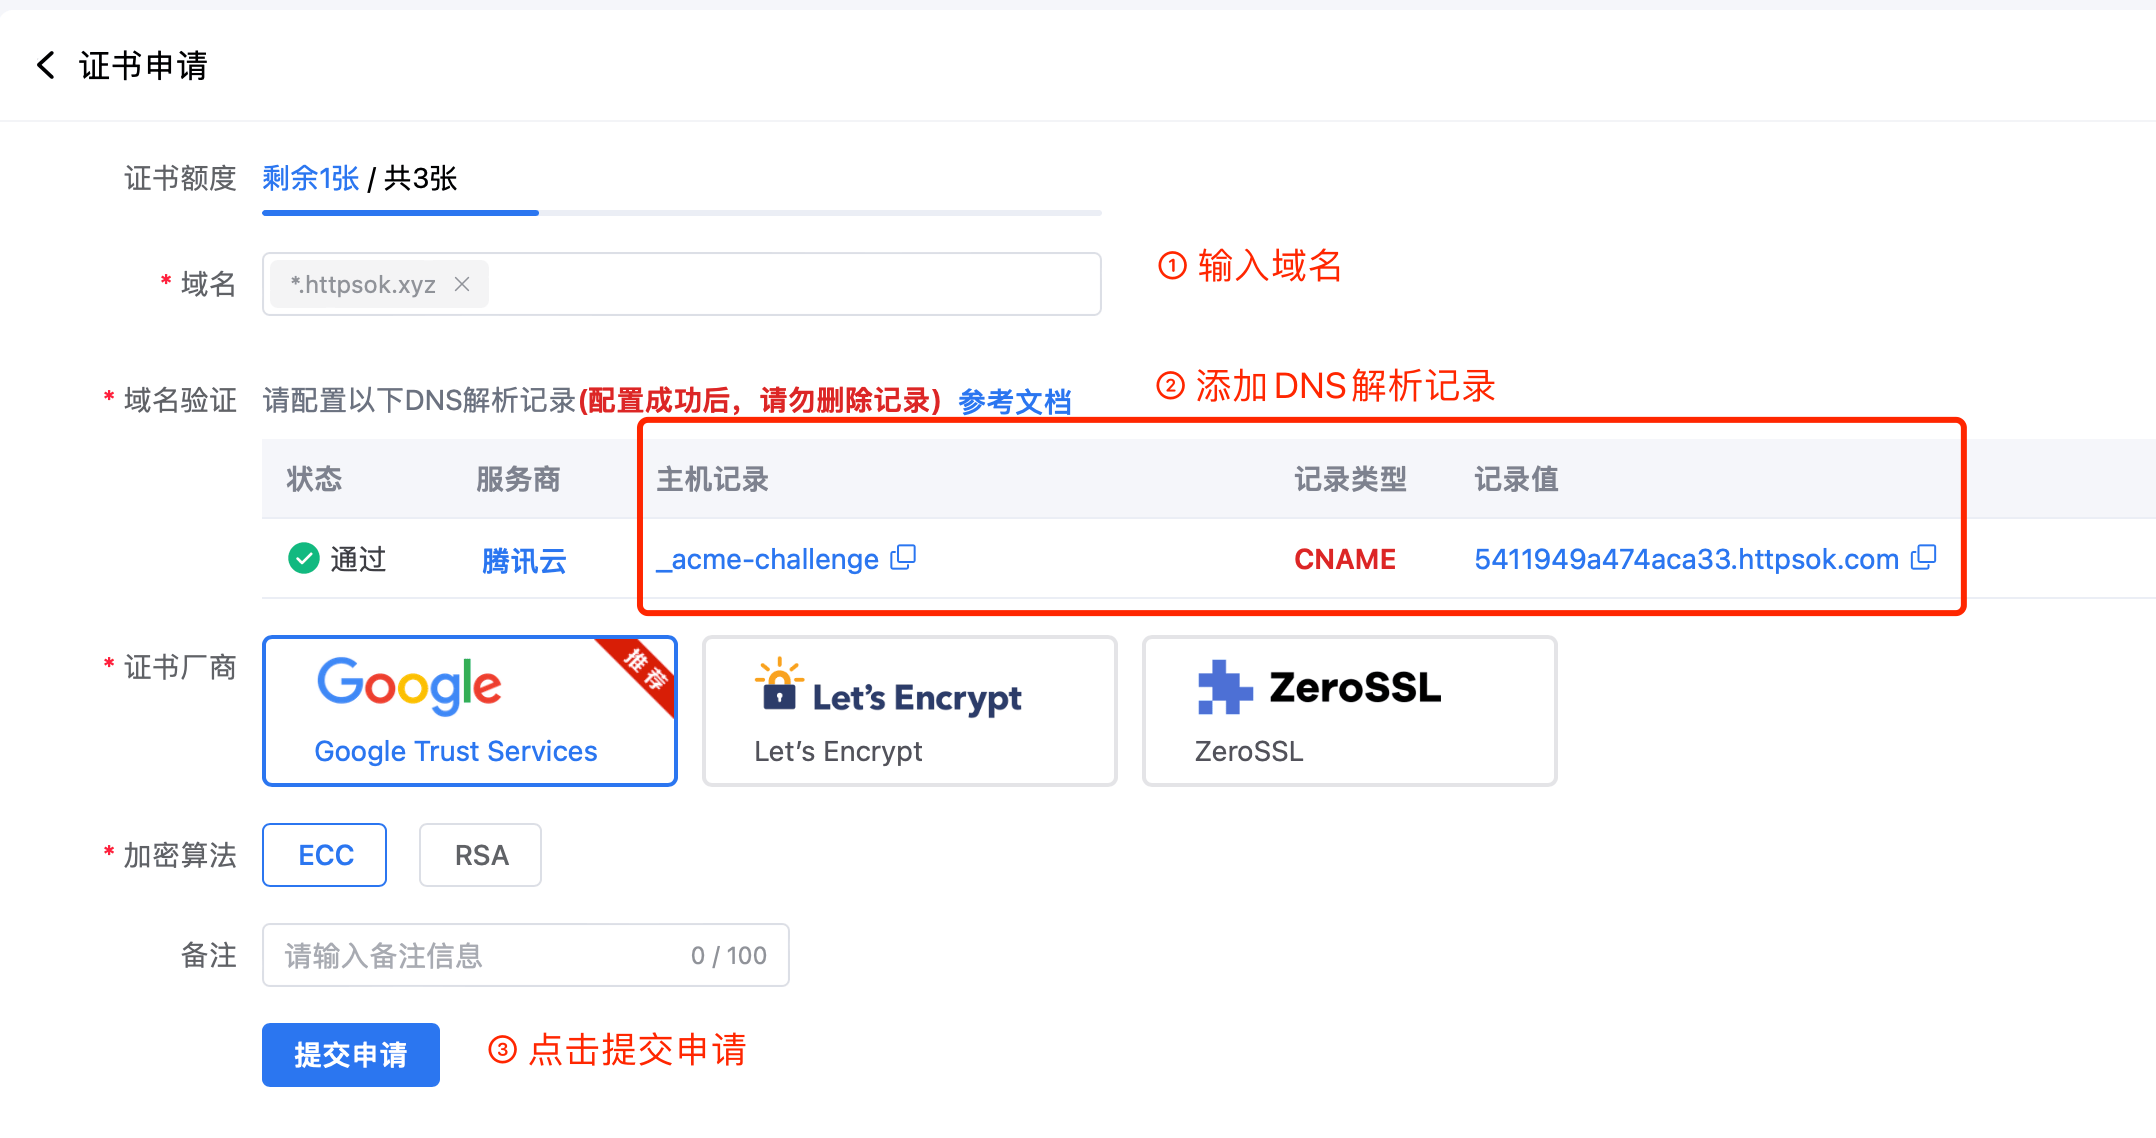 证书申请
证书额度 剩余1张 / 共3张
* 域名 *.httpsok.xyz
① 输入域名
② 添加DNS解析记录
* 域名验证 请配置以下DNS解析记录(配置成功后，请勿删除记录) 参考文档
状态 服务商 主机记录 记录类型 记录值
通过 腾讯云 _acme-challenge CNAME 5411949a474aca33.httpsok.com
* 证书厂商
Google 推荐
Google Trust Services
Let's Encrypt
Let's Encrypt
ZeroSSL
ZeroSSL
* 加密算法 ECC RSA
备注 请输入备注信息 0 / 100
提交申请 ③ 点击提交申请